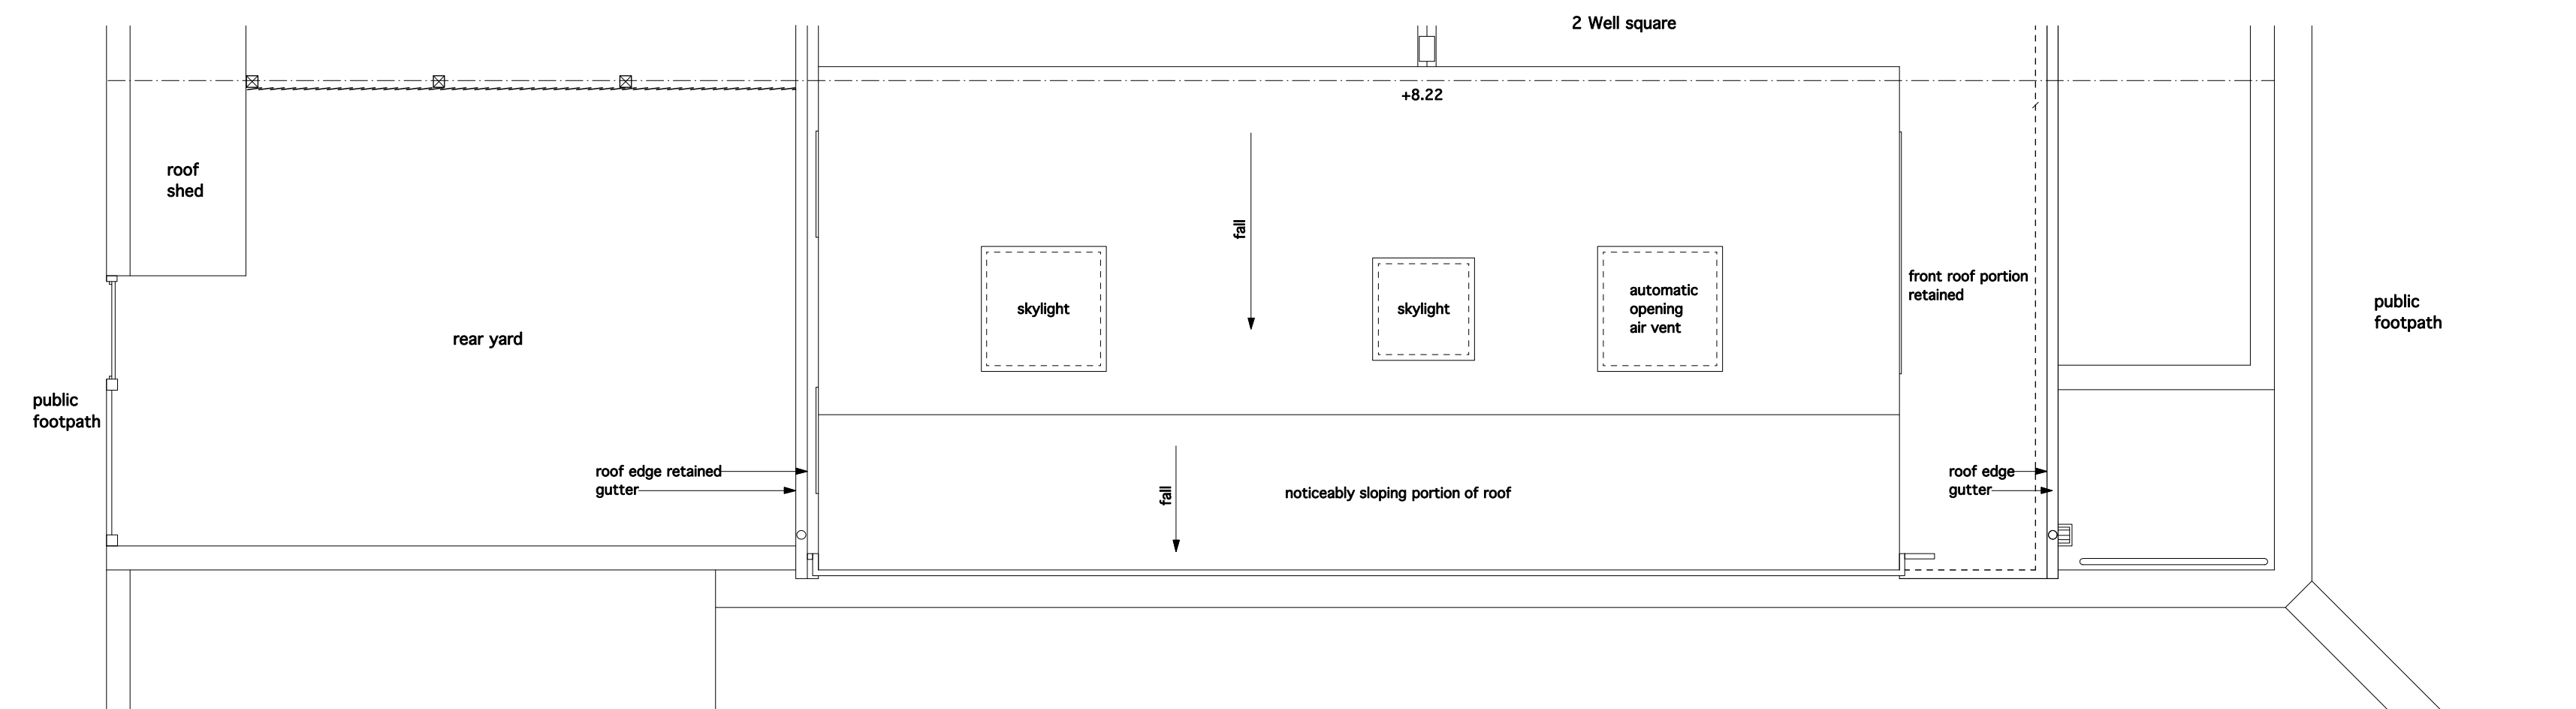 2 Well square
+8.22
roof
shed
fall
front roof portion
retained
automatic
opening
air vent
skylight
skylight
public
footpath
rear yard
public
footpath
roof edge retained
gutter
fall
noticeably sloping portion of roof
roof edge
gutter